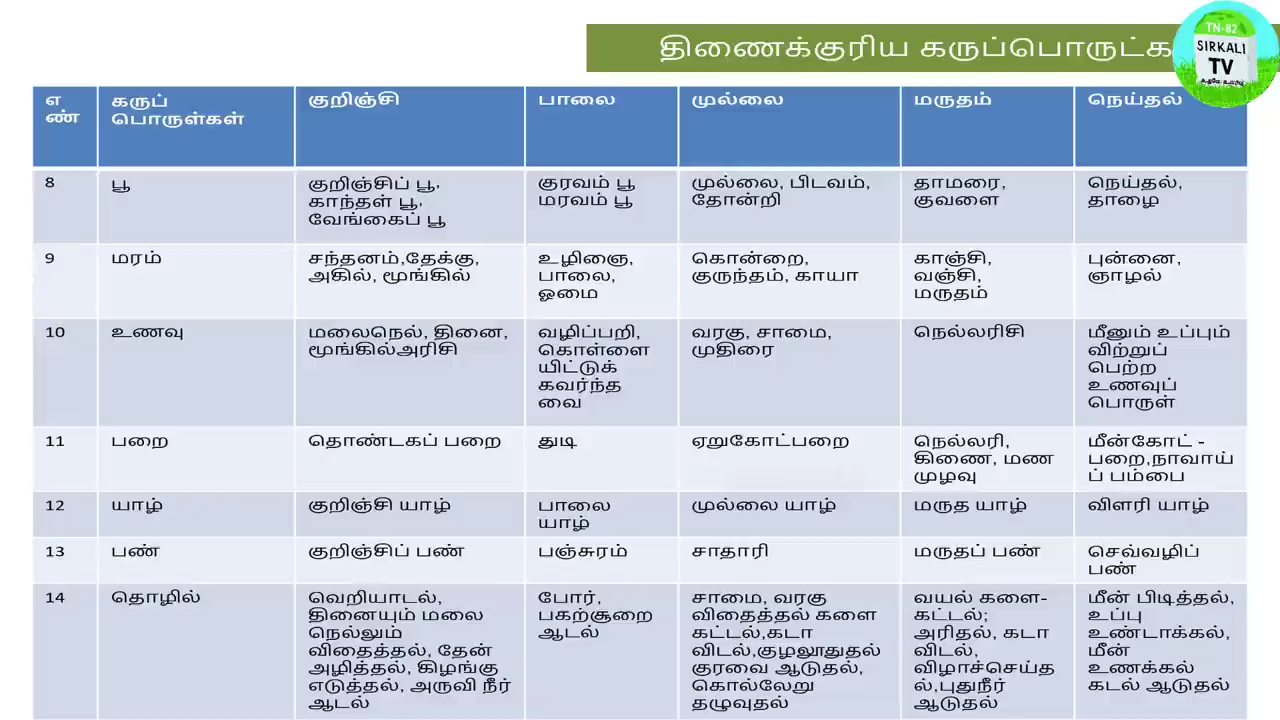 திணைக்குரிய கருப்பொருட்க
TN-82
SIRKALI
TV
எ
ண்
கருப்
பொருள்கள்
குறிஞ்சி
பாலை
முல்லை
மருதம்
நெய்தல்
8
பூ
குறிஞ்சிப் பூ,
காந்தள் பூ,
வேங்கைப் பூ
குரவம் பூ
மரவம் பூ
முல்லை, பிடவம்,
தோன்றி
தாமரை,
குவளை
நெய்தல்,
தாழை
9
மரம்
சந்தனம்,தேக்கு,
அகில், மூங்கில்
உழிஞை,
பாலை,
ஓமை
கொன்றை,
குருந்தம், காயா
காஞ்சி,
வஞ்சி,
மருதம்
புன்னை,
ஞாழல்
10
உணவு
மலைநெல், தினை,
மூங்கில்அரிசி
வழிப்பறி,
கொள்ளை
யிட்டுக்
கவர்ந்த
வை
வரகு, சாமை,
முதிரை
நெல்லரிசி
மீனும் உப்பும்
விற்றுப்
பெற்ற
உணவுப்
பொருள்
11
பறை
தொண்டகப் பறை
துடி
ஏறுகோட்பறை
நெல்லரி,
கிணை, மண
முழவு
மீன்கோட் -
பறை,நாவாய்
ப் பம்பை
12
யாழ்
குறிஞ்சி யாழ்
பாலை
யாழ்
முல்லை யாழ்
மருத யாழ்
விளரி யாழ்
13
பண்
குறிஞ்சிப் பண்
பஞ்சுரம்
சாதாரி
மருதப் பண்
செவ்வழிப்
பண்
14
தொழில்
வெறியாடல்,
தினையும் மலை
நெல்லும்
விதைத்தல், தேன்
அழித்தல், கிழங்கு
எடுத்தல், அருவி நீர்
ஆடல்
போர்,
பகற்சூறை
ஆடல்
சாமை, வரகு
விதைத்தல் களை
கட்டல்,கடா
விடல்,குழலூதுதல்
குரவை ஆடுதல்,
கொல்லேறு
தழுவுதல்
வயல் களை-
கட்டல்;
அரிதல், கடா
விடல்,
விழாச்செய்த
ல்,புதுநீர்
ஆடுதல்
மீன் பிடித்தல்,
உப்பு
உண்டாக்கல்,
மீன்
உணக்கல்
கடல் ஆடுதல்